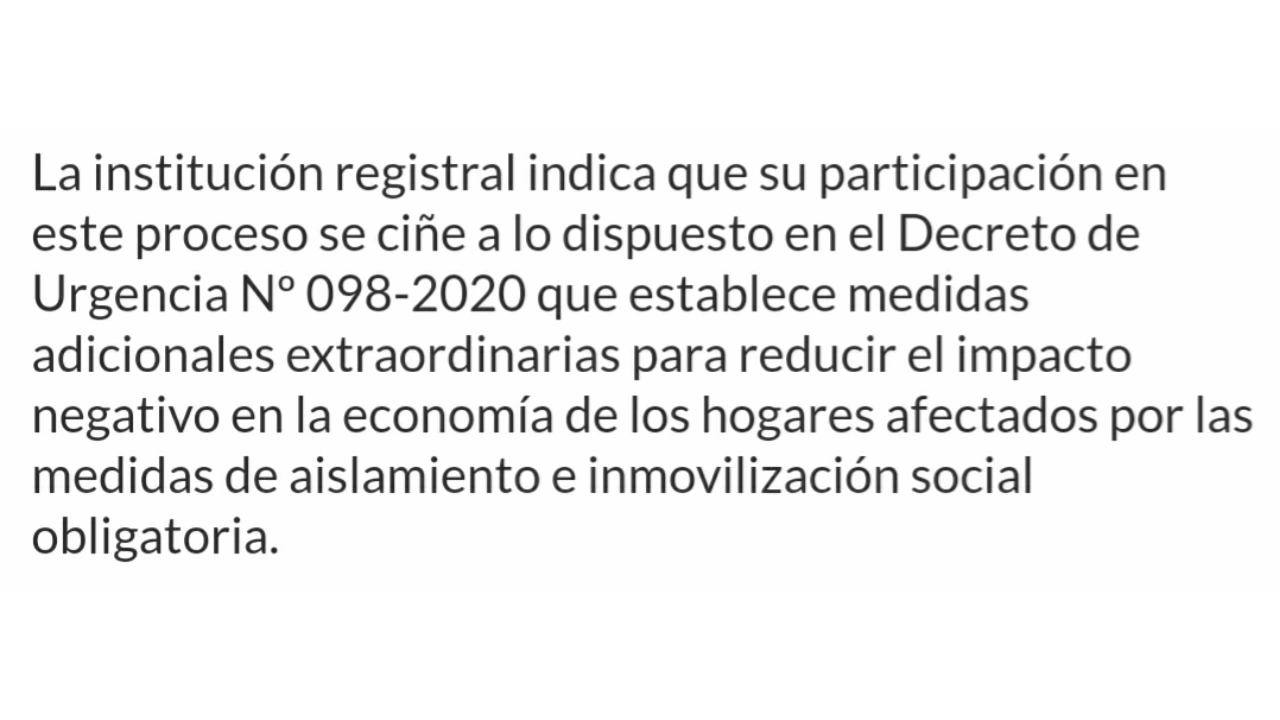 La institución registral indica que su participación en
este proceso se ciñe a lo dispuesto en el Decreto de
Urgencia Nº 098-2020 que establece medidas
adicionales extraordinarias para reducir el impacto
negativo en la economía de los hogares afectados por las
medidas de aislamiento e inmovilización social
obligatoria.